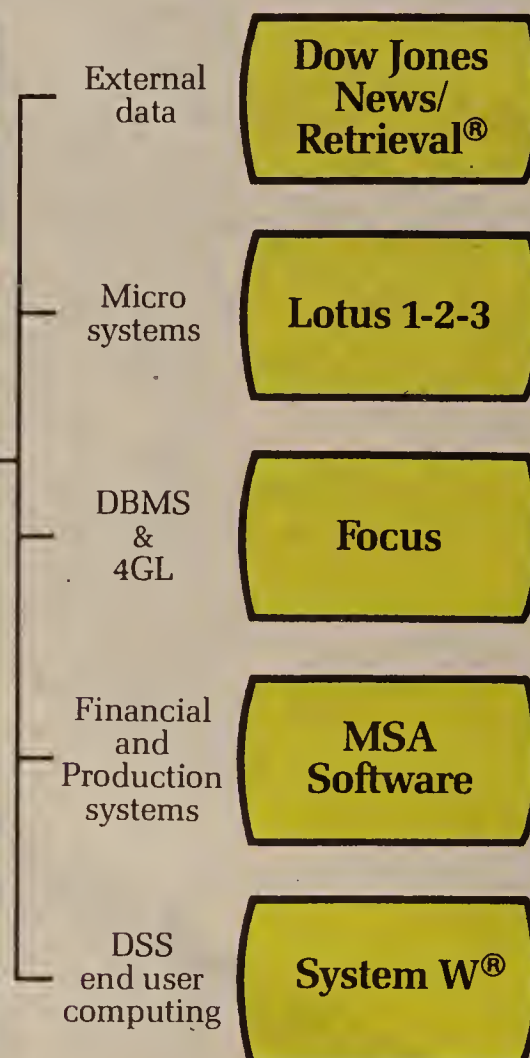 External
data
Dow Jones
News/
Retrieval®
Micro
systems
Lotus 1-2-3
DBMS
&
4GL
Focus
Financial
and
Production
systems
MSA
Software
DSS
end user
computing
System W®